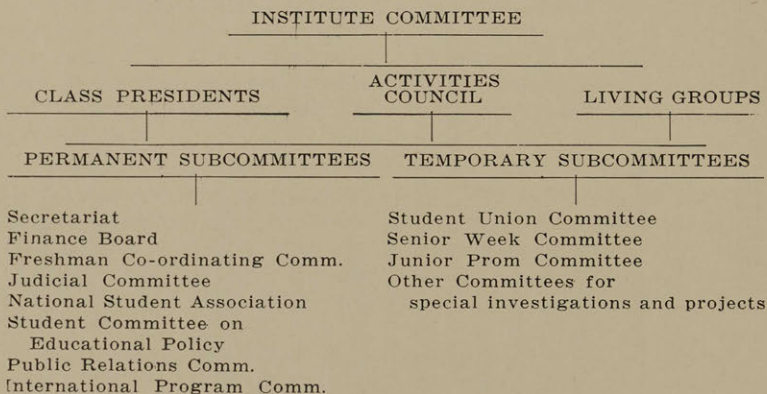 INSTITUTE COMMITTEE
CLASS PRESIDENTS
ACTIVITIES
COUNCIL
LIVING GROUPS
PERMANENT SUBCOMMITTEES
TEMPORARY SUBCOMMITTEES
Secretariat
Finance Board
Freshman Co-ordinating Comm.
Judicial Committee
National Student Association
Student Committee on
Educational Policy
Public Relations Comm.
International Program Comm.
Student Union Committee
Senior Week Committee
Junior Prom Committee
Other Committees for
special investigations and projects